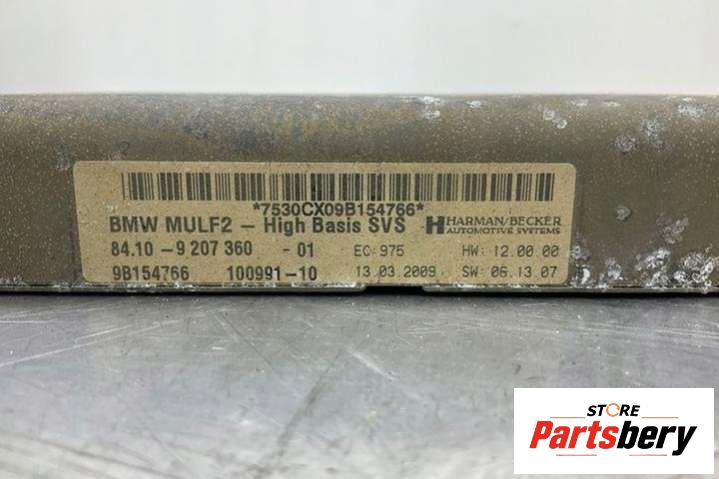 *7530CX09B154766*
BMW MULF2 - High Basis SVS
HARMAN/BECKER
AUTOMOTIVE SYSTEMS
84.10 - 9 207 360 - 01 EC: 975 HW: 12.00.00
9B154766 100991-10 13.03.2009 SW: 06.13.07
STORE
Partsbery